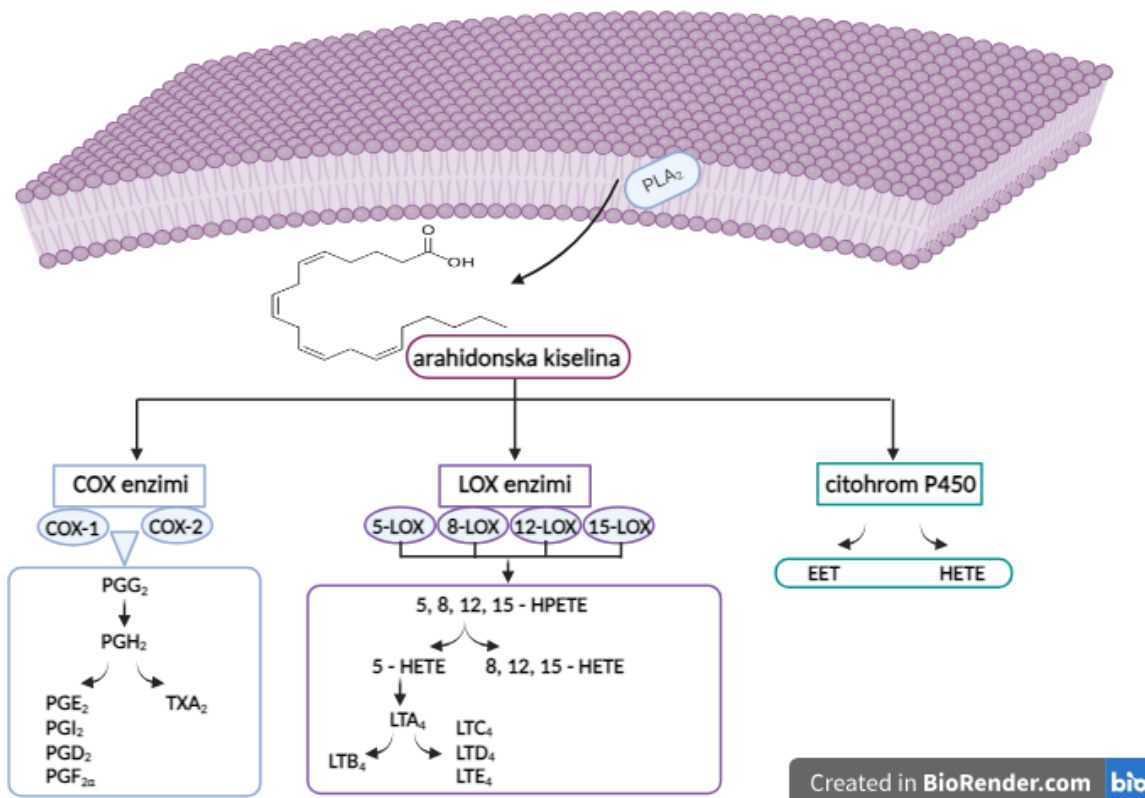 PLA₂
O
OH
arahidonska kiselina
COX enzimi
COX-1
COX-2
PGG₂
PGH₂
PGE₂
PGI₂
PGD₂
PGF₂α
TXA₂
LOX enzimi
5-LOX
8-LOX
12-LOX
15-LOX
5, 8, 12, 15 - HPETE
5 - HETE
8, 12, 15 - HETE
LTA₄
LTB₄
LTC₄
LTD₄
LTE₄
citohrom P450
EET
HETE
Created in BioRender.com bio